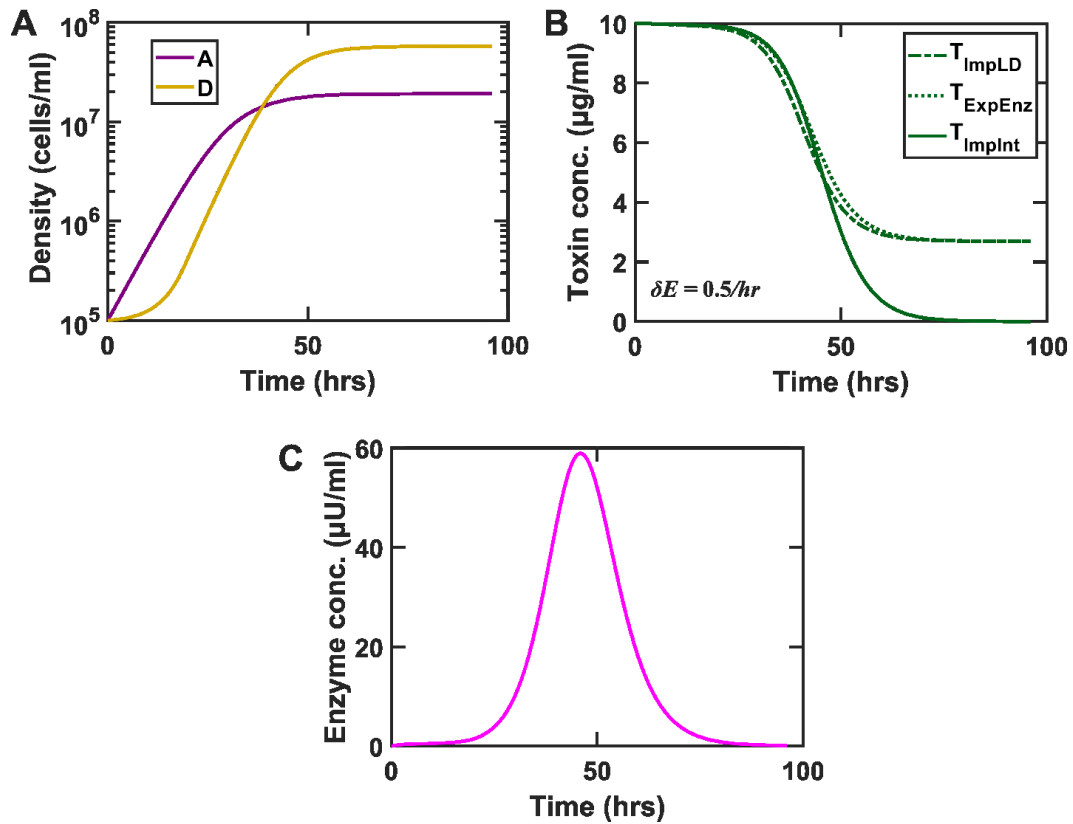 A
Density (cells/ml)
10^8
10^7
10^6
10^5
A
D
0
50
100
Time (hrs)
B
Toxin conc. (µg/ml)
10
8
6
4
2
0
T_ImpLD
T_ExpEnz
T_ImpInt
δE = 0.5/hr
0
50
100
Time (hrs)
C
Enzyme conc. (µU/ml)
60
40
20
0
0
50
100
Time (hrs)